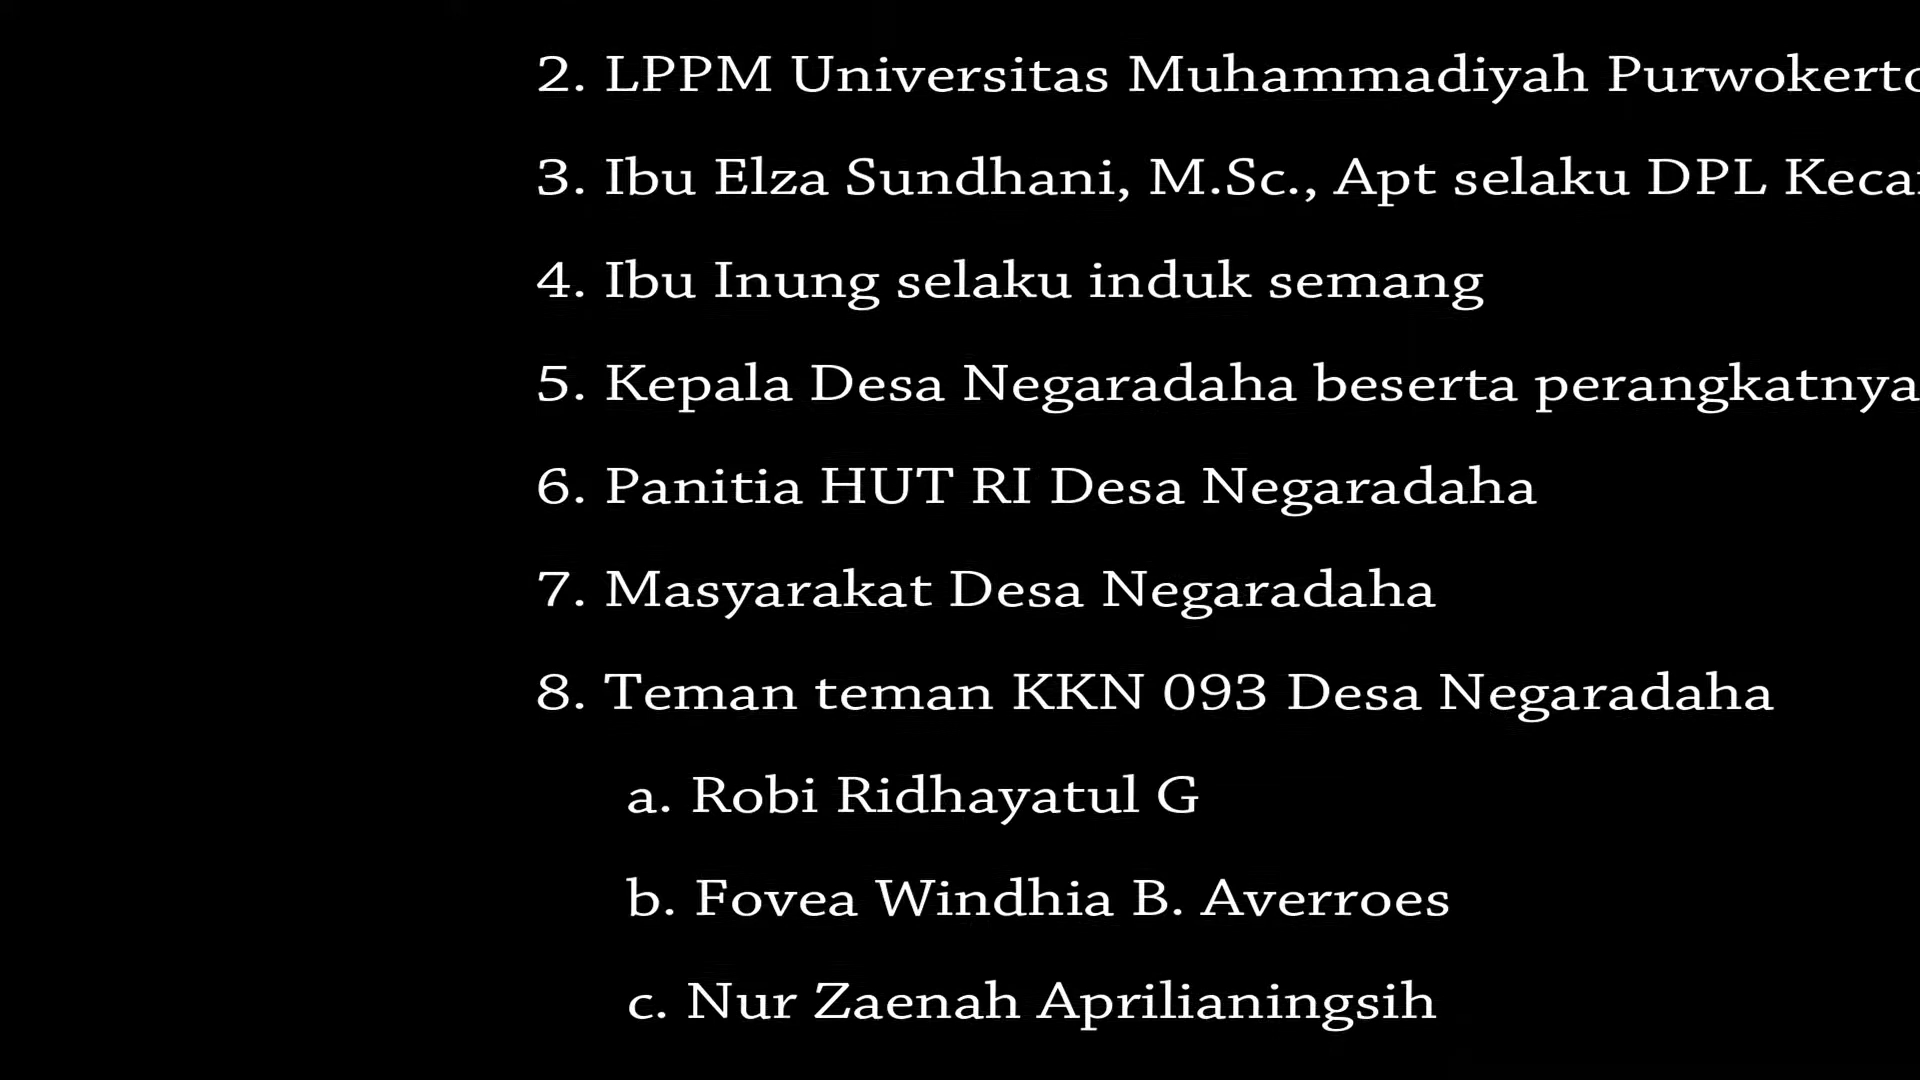 2. LPPM Universitas Muhammadiyah Purwokerto
3. Ibu Elza Sundhani, M.Sc., Apt selaku DPL
4. Ibu Inung selaku induk semang
5. Kepala Desa Negaradaha beserta perangkatnya
6. Panitia HUT RI Desa Negaradaha
7. Masyarakat Desa Negaradaha
8. Teman teman KKN 093 Desa Negaradaha
a. Robi Ridhayatul G
b. Fovea Windhia B. Averroes
c. Nur Zaenah Aprilianingsih